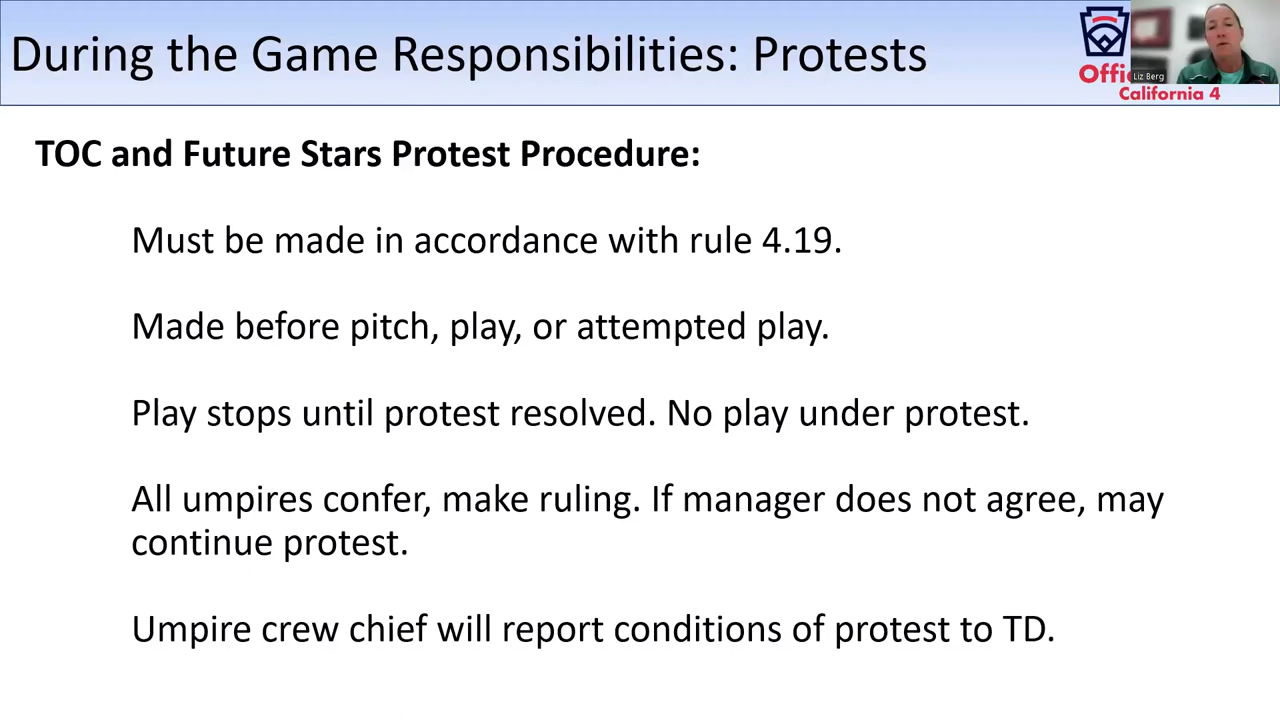 During the Game Responsibilities: Protests
Liz Berg
California 4
TOC and Future Stars Protest Procedure:
Must be made in accordance with rule 4.19.
Made before pitch, play, or attempted play.
Play stops until protest resolved. No play under protest.
All umpires confer, make ruling. If manager does not agree, may
continue protest.
Umpire crew chief will report conditions of protest to TD.